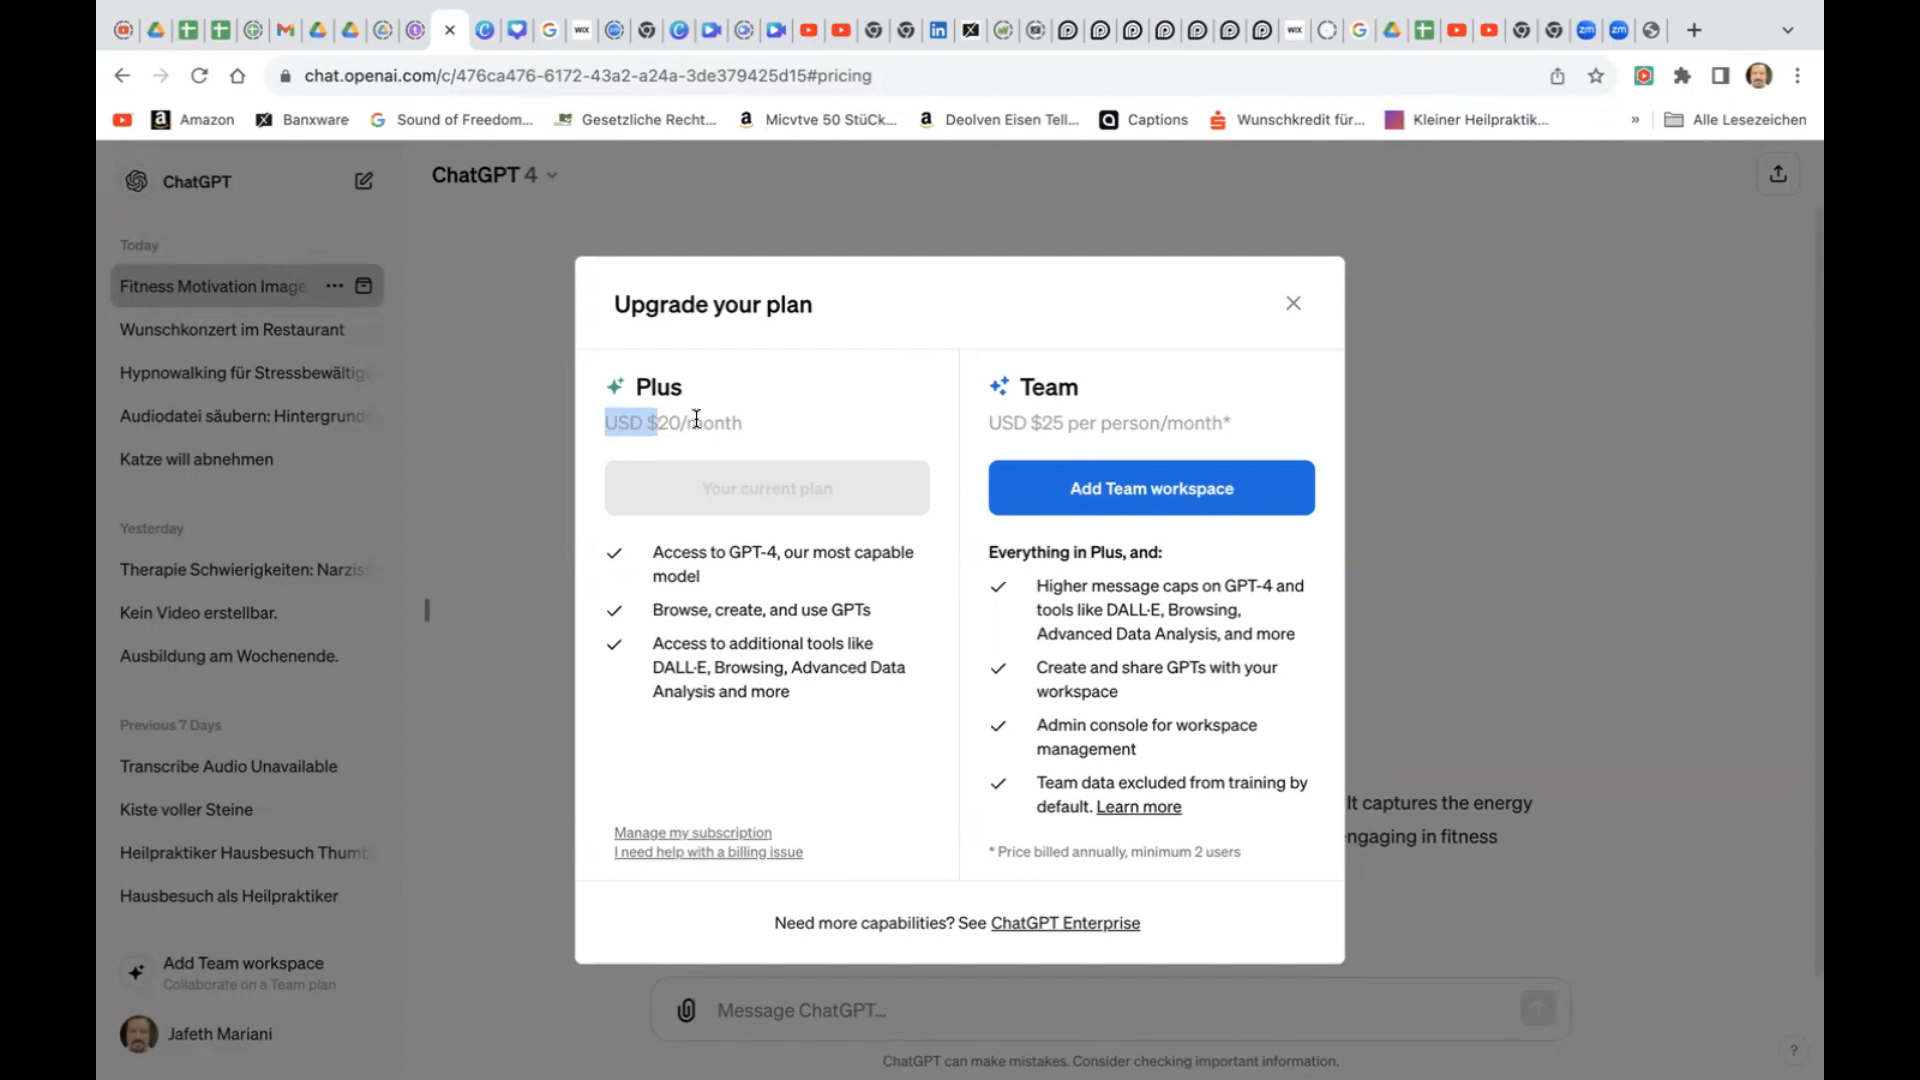 chat.openai.com/c/476ca476-6172-43a2-a24a-3de379425d15#pricing
Amazon
Banxware
Sound of Freedom...
Gesetzliche Recht...
Micvtve 50 StüCk...
Deolven Eisen Tell...
Captions
Wunschkredit für...
Kleiner Heilpraktik...
»
Alle Lesezeichen
ChatGPT
ChatGPT 4
Today
Fitness Motivation Image
Wunschkonzert im Restaurant
Hypnowalking für Stressbewältig
Audiodatei säubern: Hintergrund
Katze will abnehmen
Yesterday
Therapie Schwierigkeiten: Narziss
Kein Video erstellbar.
Ausbildung am Wochenende.
Previous 7 Days
Transcribe Audio Unavailable
Kiste voller Steine
Heilpraktiker Hausbesuch Thumb
Hausbesuch als Heilpraktiker
Add Team workspace
Collaborate on a Team plan
Jafeth Mariani
Upgrade your plan
Plus
USD $20/month
Your current plan
Access to GPT-4, our most capable
model
Browse, create, and use GPTs
Access to additional tools like
DALL·E, Browsing, Advanced Data
Analysis and more
Manage my subscription
I need help with a billing issue
Team
USD $25 per person/month*
Add Team workspace
Everything in Plus, and:
Higher message caps on GPT-4 and
tools like DALL·E, Browsing,
Advanced Data Analysis, and more
Create and share GPTs with your
workspace
Admin console for workspace
management
Team data excluded from training by
default. Learn more
* Price billed annually, minimum 2 users
Need more capabilities? See ChatGPT Enterprise
It captures the energy
ngaging in fitness
Message ChatGPT...
ChatGPT can make mistakes. Consider checking important information.
?